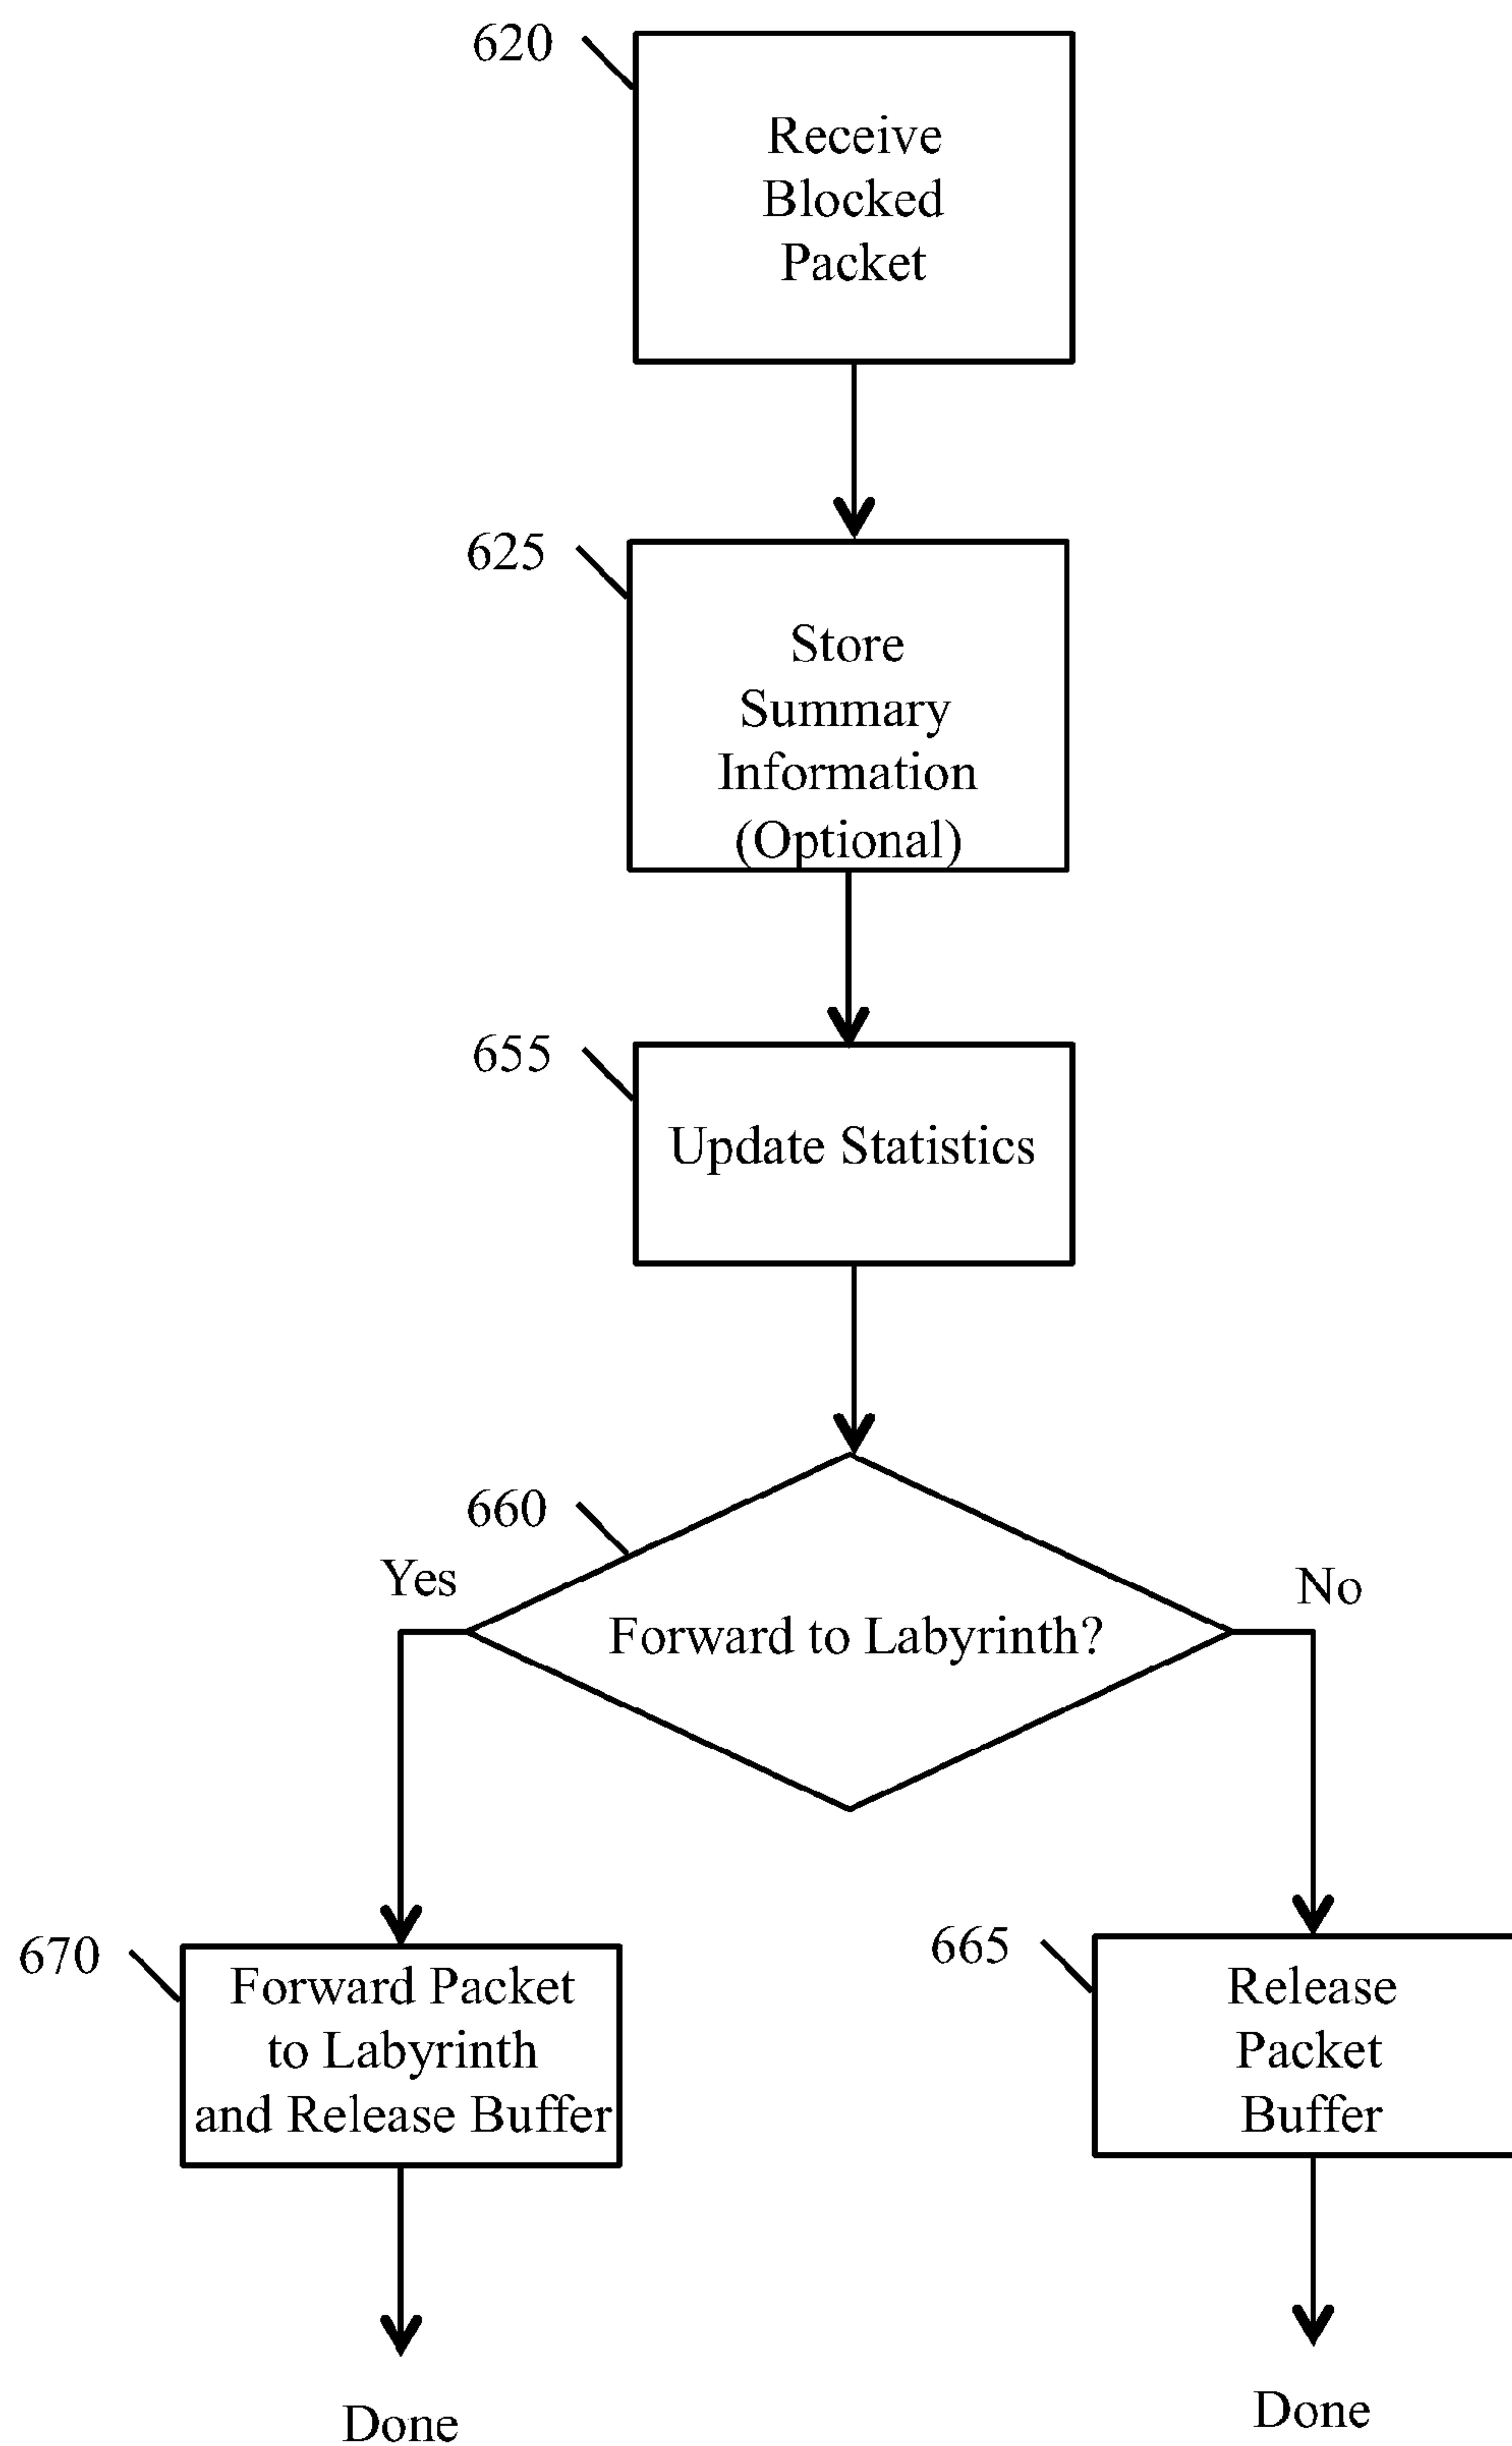 620
Receive
Blocked
Packet
625
Store
Summary
Information
(Optional)
655
Update Statistics
660
Yes
No
Forward to Labyrinth?
670
Forward Packet
to Labyrinth
and Release Buffer
665
Release
Packet
Buffer
Done
Done